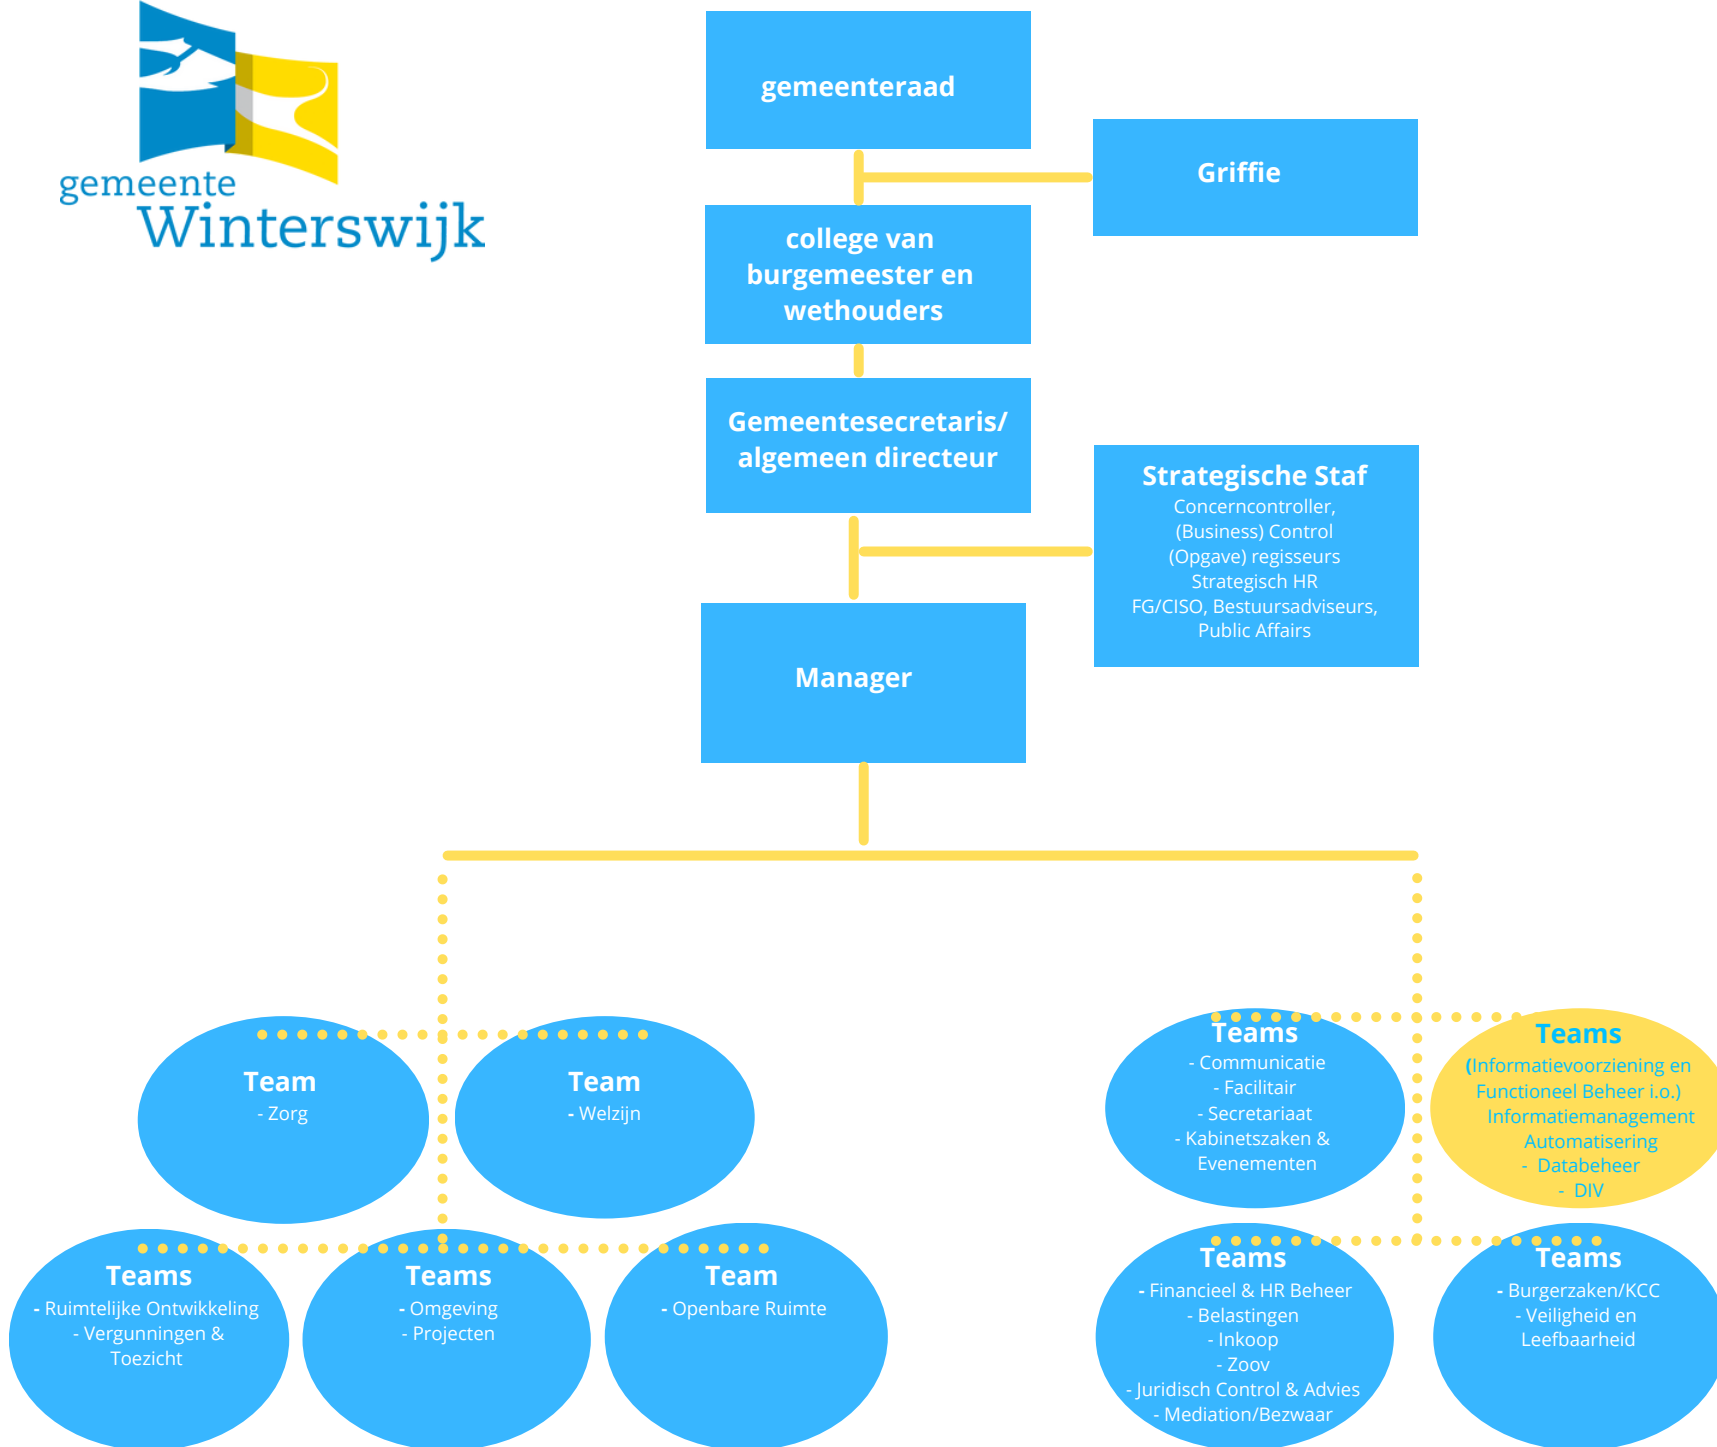 gemeente
Winterswijk
gemeenteraad
Griffie
college van
burgemeester en
wethouders
Gemeentesecretaris/
algemeen directeur
Strategische Staf
Concerncontroller,
(Business) Control
(Opgave) regisseurs
Strategisch HR
FG/CISO, Bestuursadviseurs,
Public Affairs
Manager
Team
- Zorg
Team
- Welzijn
Teams
- Communicatie
- Facilitair
- Secretariaat
- Kabinetszaken &
Evenementen
Teams
(Informatievoorziening en
Functioneel Beheer i.o.)
Informatiemanagement
Automatisering
- Databeheer
- DIV
Teams
- Ruimtelijke Ontwikkeling
- Vergunningen &
Toezicht
Teams
- Omgeving
- Projecten
Team
- Openbare Ruimte
Teams
- Financieel & HR Beheer
- Belastingen
- Inkoop
- Zoov
- Juridisch Control & Advies
- Mediation/Bezwaar
Teams
- Burgerzaken/KCC
- Veiligheid en
Leefbaarheid